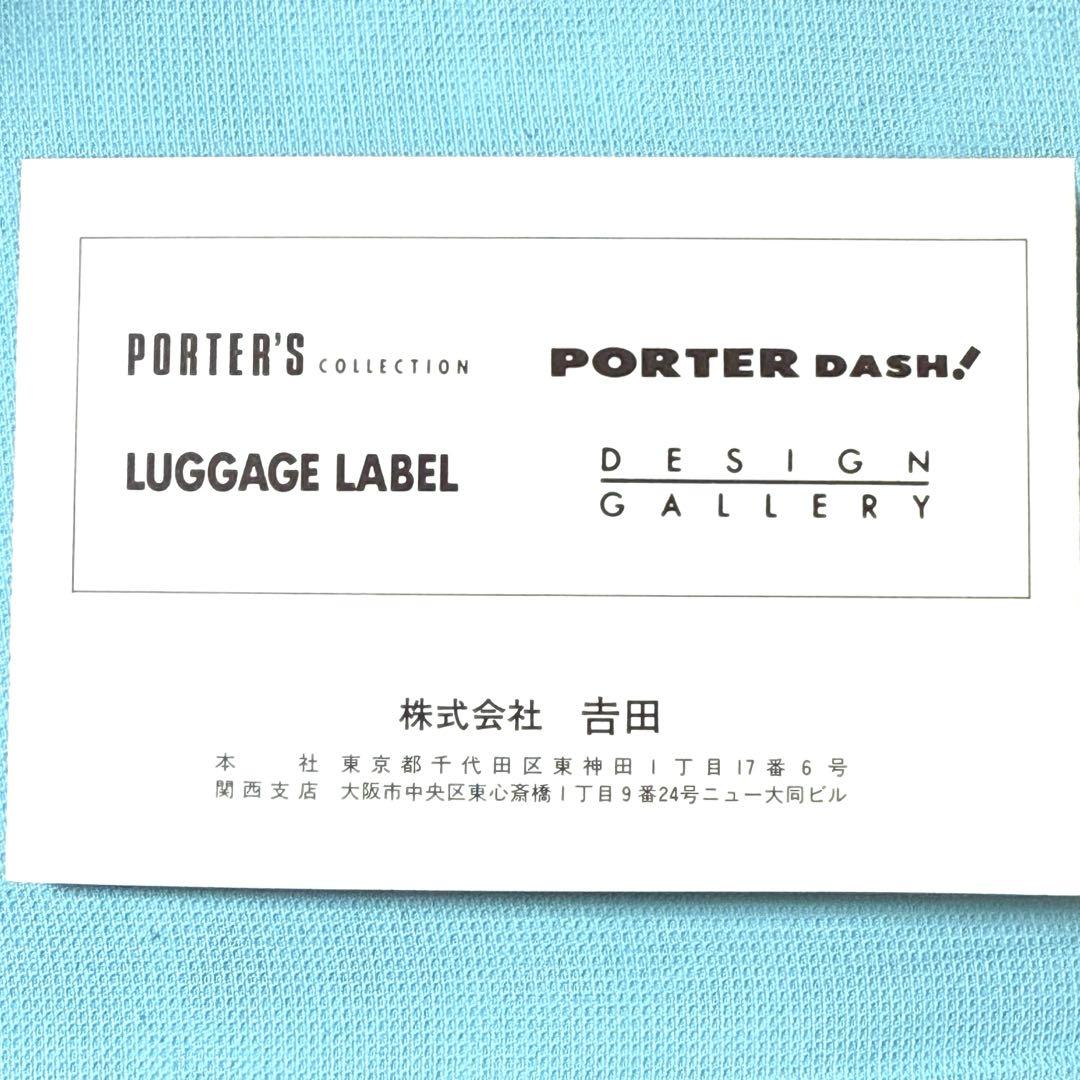 PORTER'S COLLECTION
PORTER DASH!
LUGGAGE LABEL
DESIGN
GALLERY
株式会社 𠮷田
本社 東京都千代田区東神田1丁目17番6号
関西支店 大阪市中央区東心斎橋1丁目9番24号ニュー大同ビル